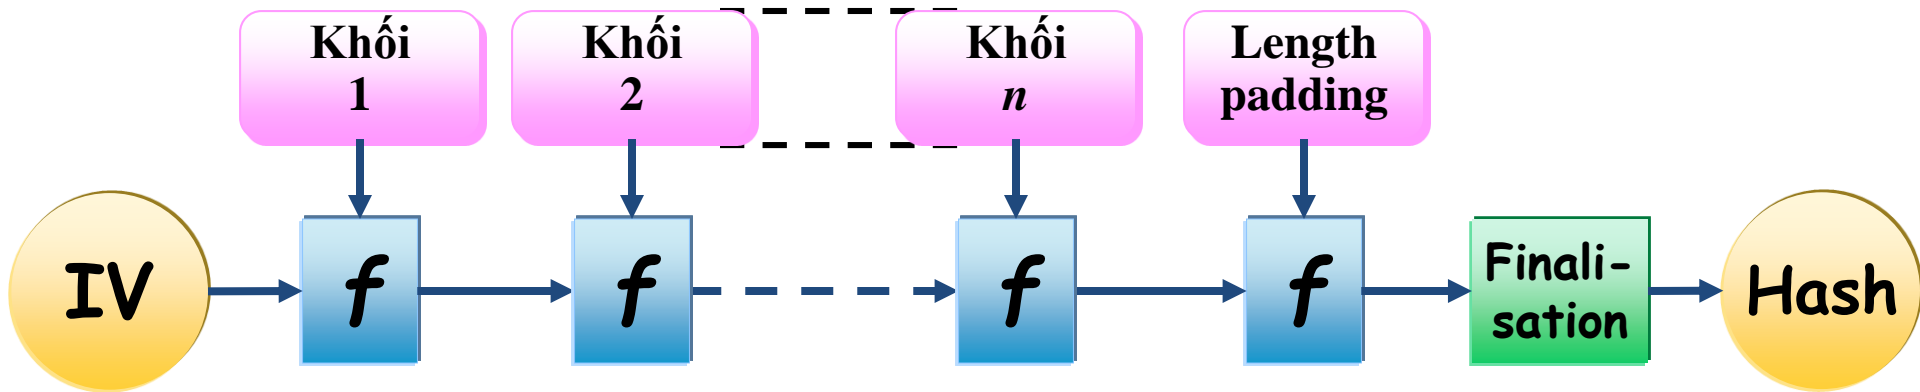 Khối
1
Khối
2
Khối
n
Length
padding
IV
f
f
f
f
Finali-
sation
Hash